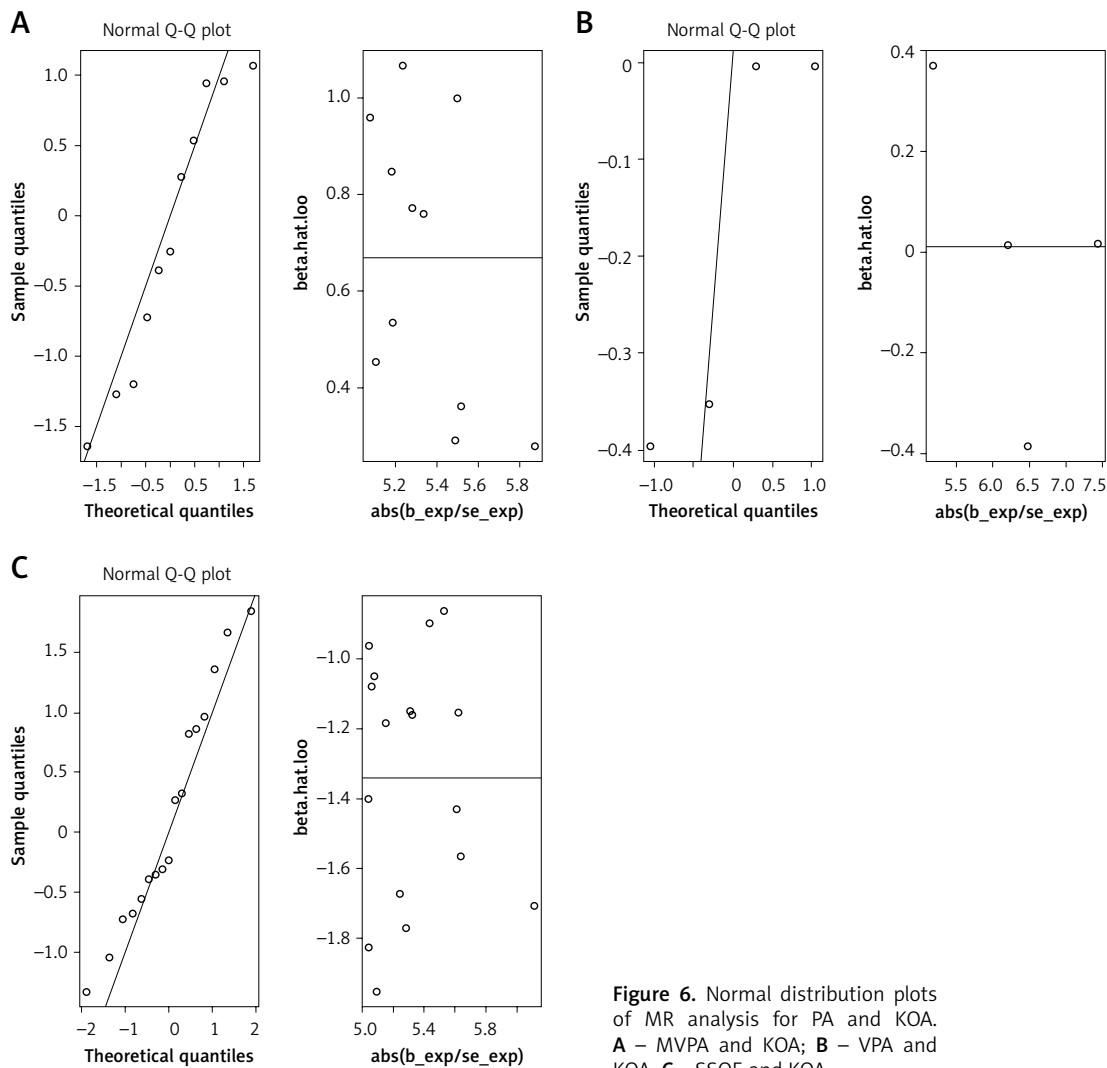 A
Normal Q-Q plot
Sample quantiles
1.0
0.5
0
−0.5
−1.0
−1.5
−1.5 −0.5 0.5 1.5
Theoretical quantiles
beta.hat.loo
1.0
0.8
0.6
0.4
5.2 5.4 5.6 5.8
abs(b_exp/se_exp)
B
Normal Q-Q plot
Sample quantiles
0
−0.1
−0.2
−0.3
−0.4
−1.0 0 0.5 1.0
Theoretical quantiles
beta.hat.loo
0.4
0.2
0
−0.2
−0.4
5.5 6.0 6.5 7.0 7.5
abs(b_exp/se_exp)
C
Normal Q-Q plot
Sample quantiles
1.5
1.0
0.5
0
−0.5
−1.0
−2 −1 0 1 2
Theoretical quantiles
beta.hat.loo
−1.0
−1.2
−1.4
−1.6
−1.8
5.0 5.4 5.8
abs(b_exp/se_exp)
Figure 6. Normal distribution plots
of MR analysis for PA and KOA.
A – MVPA and KOA; B – VPA and
KOA; C – SSOE and KOA